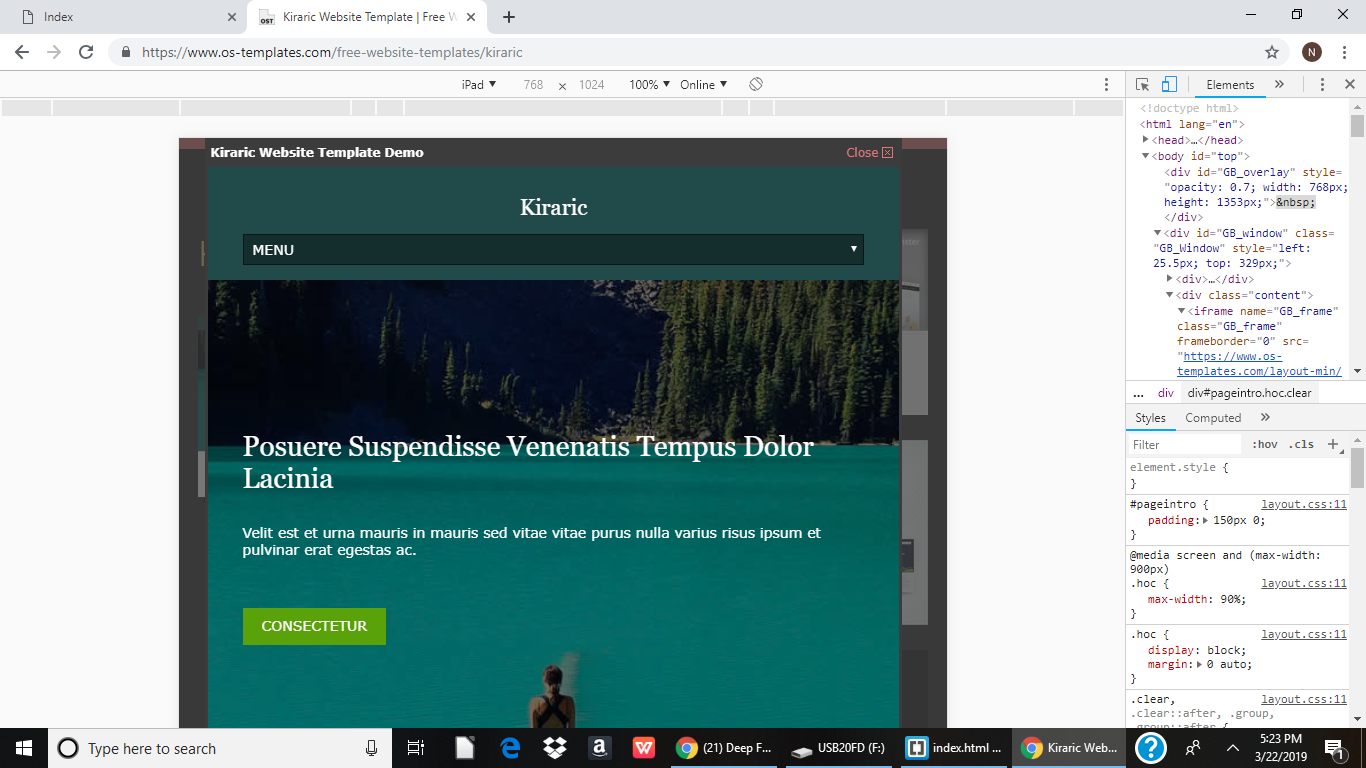 Index
OST
Kiraric Website Template | Free W
https://www.os-templates.com/free-website-templates/kiraric
N
iPad ▼ 768 x 1024 100% ▼ Online ▼
Elements »
Kiraric Website Template Demo
Close
Kiraric
MENU
Posuere Suspendisse Venenatis Tempus Dolor
Lacinia
Velit est et urna mauris in mauris sed vitae vitae purus nulla varius risus ipsum et
pulvinar erat egestas ac.
CONSECTETUR
<!doctype html>
<html lang="en">
▶<head>…</head>
▼<body id="top">
<div id="GB_overlay" style=
"opacity: 0.7; width: 768px;
height: 1353px;">&nbsp;
</div>
▼<div id="GB_window" class=
"GB_Window" style="left:
25.5px; top: 329px;">
▶<div>…</div>
▼<div class="content">
▼<iframe name="GB_frame"
class="GB_frame"
frameborder="0" src=
"https://www.os-
templates.com/layout-min/
... div div#pageintro.hoc.clear
Styles Computed »
Filter :hov .cls +
element.style {
}
#pageintro { layout.css:11
padding:▶ 150px 0;
}
@media screen and (max-width:
900px)
.hoc { layout.css:11
max-width: 90%;
}
.hoc { layout.css:11
display: block;
margin:▶ 0 auto;
}
.clear, layout.css:11
.clear::after, .group,
.group::after {
Type here to search
(21) Deep F...
USB20FD (F:)
index.html ...
Kiraric Web...
5:23 PM
3/22/2019
1